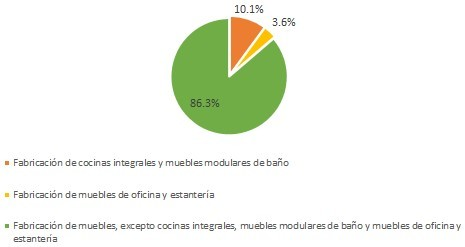 10.1%
3.6%
86.3%
Fabricación de cocinas integrales y muebles modulares de baño
Fabricación de muebles de oficina y estantería
Fabricación de muebles, excepto cocinas integrales, muebles modulares de baño y muebles de oficina y
estantería